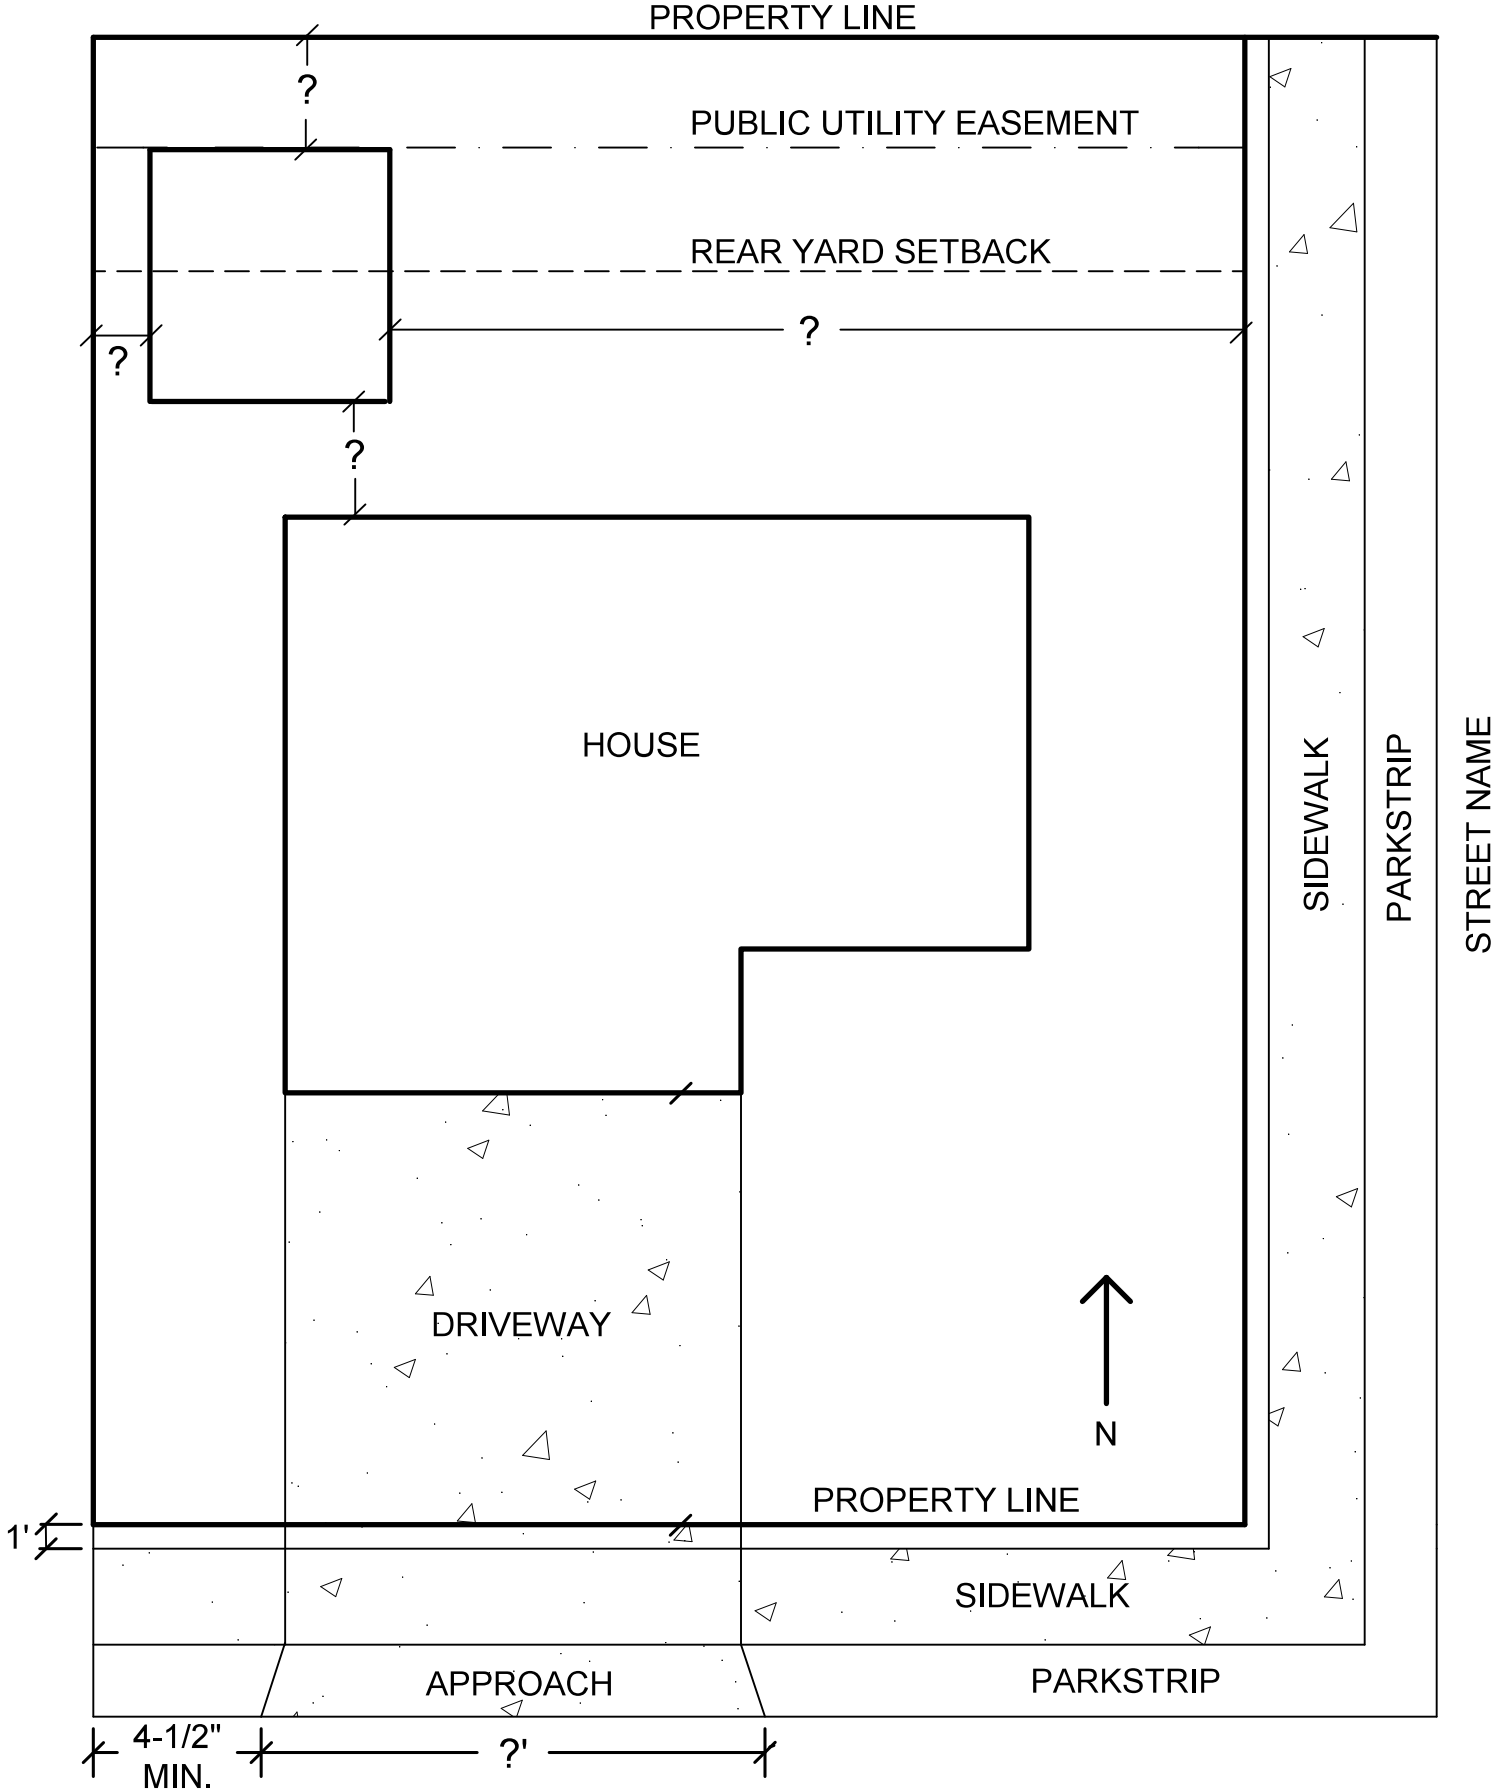 PROPERTY LINE
?
PUBLIC UTILITY EASEMENT
REAR YARD SETBACK
?
?
?
HOUSE
SIDEWALK
PARKSTRIP
STREET NAME
DRIVEWAY
N
PROPERTY LINE
1'
SIDEWALK
APPROACH
PARKSTRIP
4-1/2"
MIN.
?'